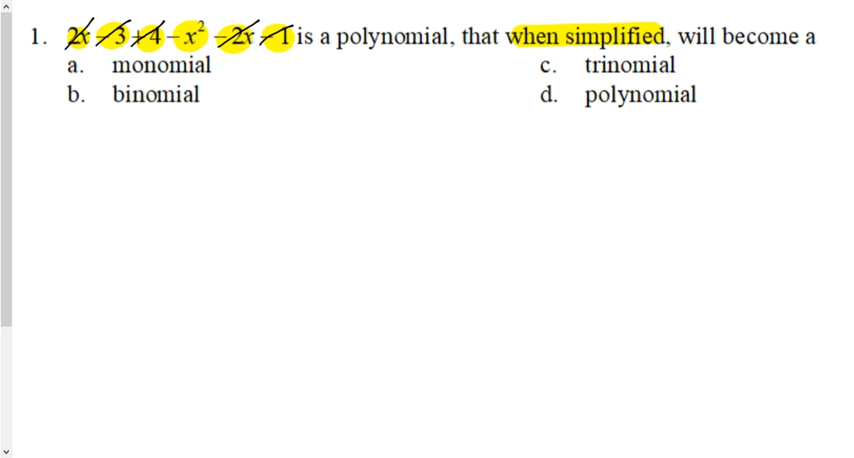 1. 2x – 3 + 4 – x² – 2x – 1 is a polynomial, that when simplified, will become a
a. monomial
b. binomial
c. trinomial
d. polynomial